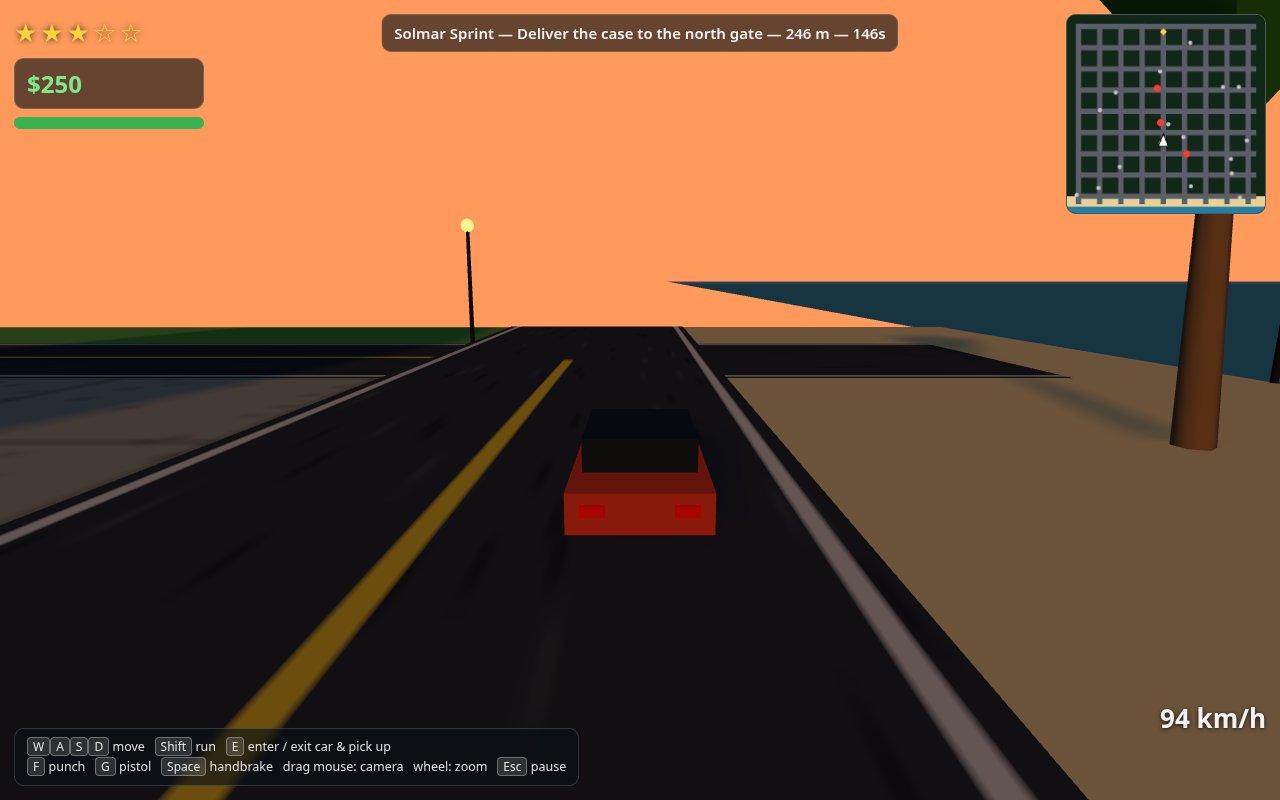 Solmar Sprint — Deliver the case to the north gate — 246 m — 146s
$250
94 km/h
W A S D move Shift run E enter / exit car & pick up
F punch G pistol Space handbrake drag mouse: camera wheel: zoom Esc pause